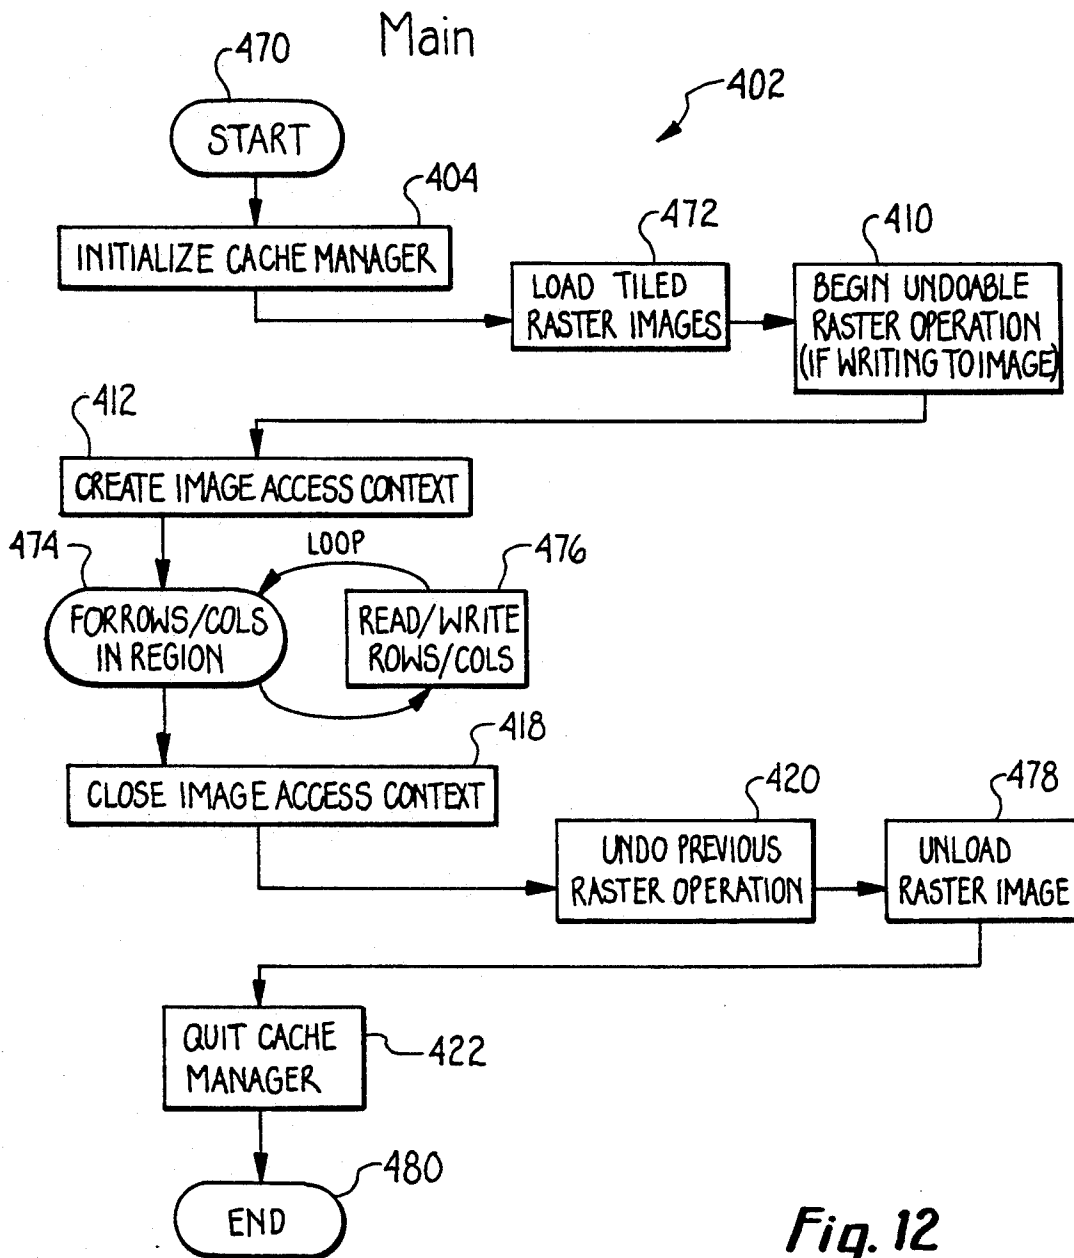 Main
470
402
START
404
INITIALIZE CACHE MANAGER
472
LOAD TILED
RASTER IMAGES
410
BEGIN UNDOABLE
RASTER OPERATION
(IF WRITING TO IMAGE)
412
CREATE IMAGE ACCESS CONTEXT
474
LOOP
476
FORROWS/COLS
IN REGION
READ/WRITE
ROWS/COLS
418
CLOSE IMAGE ACCESS CONTEXT
420
UNDO PREVIOUS
RASTER OPERATION
478
UNLOAD
RASTER IMAGE
QUIT CACHE
MANAGER
422
480
END
Fig. 12